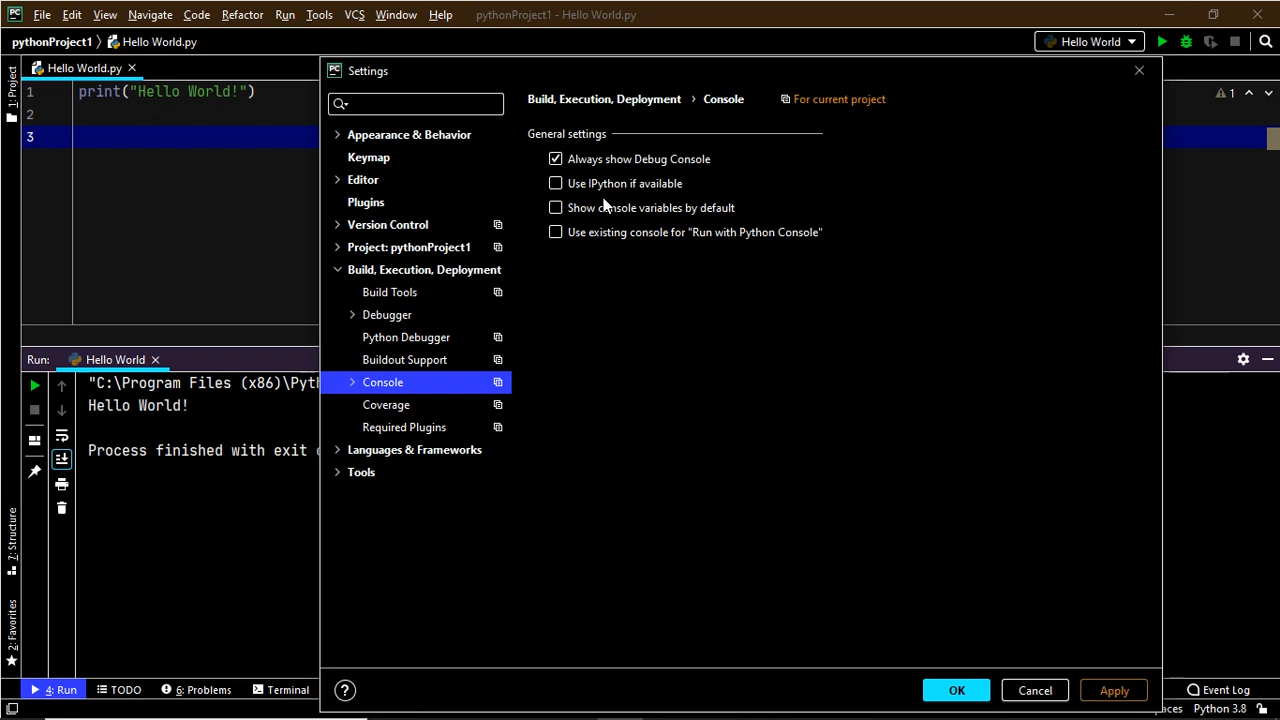 PC File Edit View Navigate Code Refactor Run Tools VCS Window Help pythonProject1 - Hello World.py
pythonProject1 Hello World.py Hello World
Hello World.py
1: Project
1 print("Hello World!")
2
3
1
PC Settings
Appearance & Behavior
Keymap
Editor
Plugins
Version Control
Project: pythonProject1
Build, Execution, Deployment
Build Tools
Debugger
Python Debugger
Buildout Support
Console
Coverage
Required Plugins
Languages & Frameworks
Tools
Build, Execution, Deployment › Console For current project
General settings
Always show Debug Console
Use IPython if available
Show console variables by default
Use existing console for "Run with Python Console"
? OK Cancel Apply
Run: Hello World
"C:\Program Files (x86)\Pyth
Hello World!
Process finished with exit
7: Structure
2: Favorites
4: Run TODO 6: Problems Terminal Event Log
aces Python 3.8